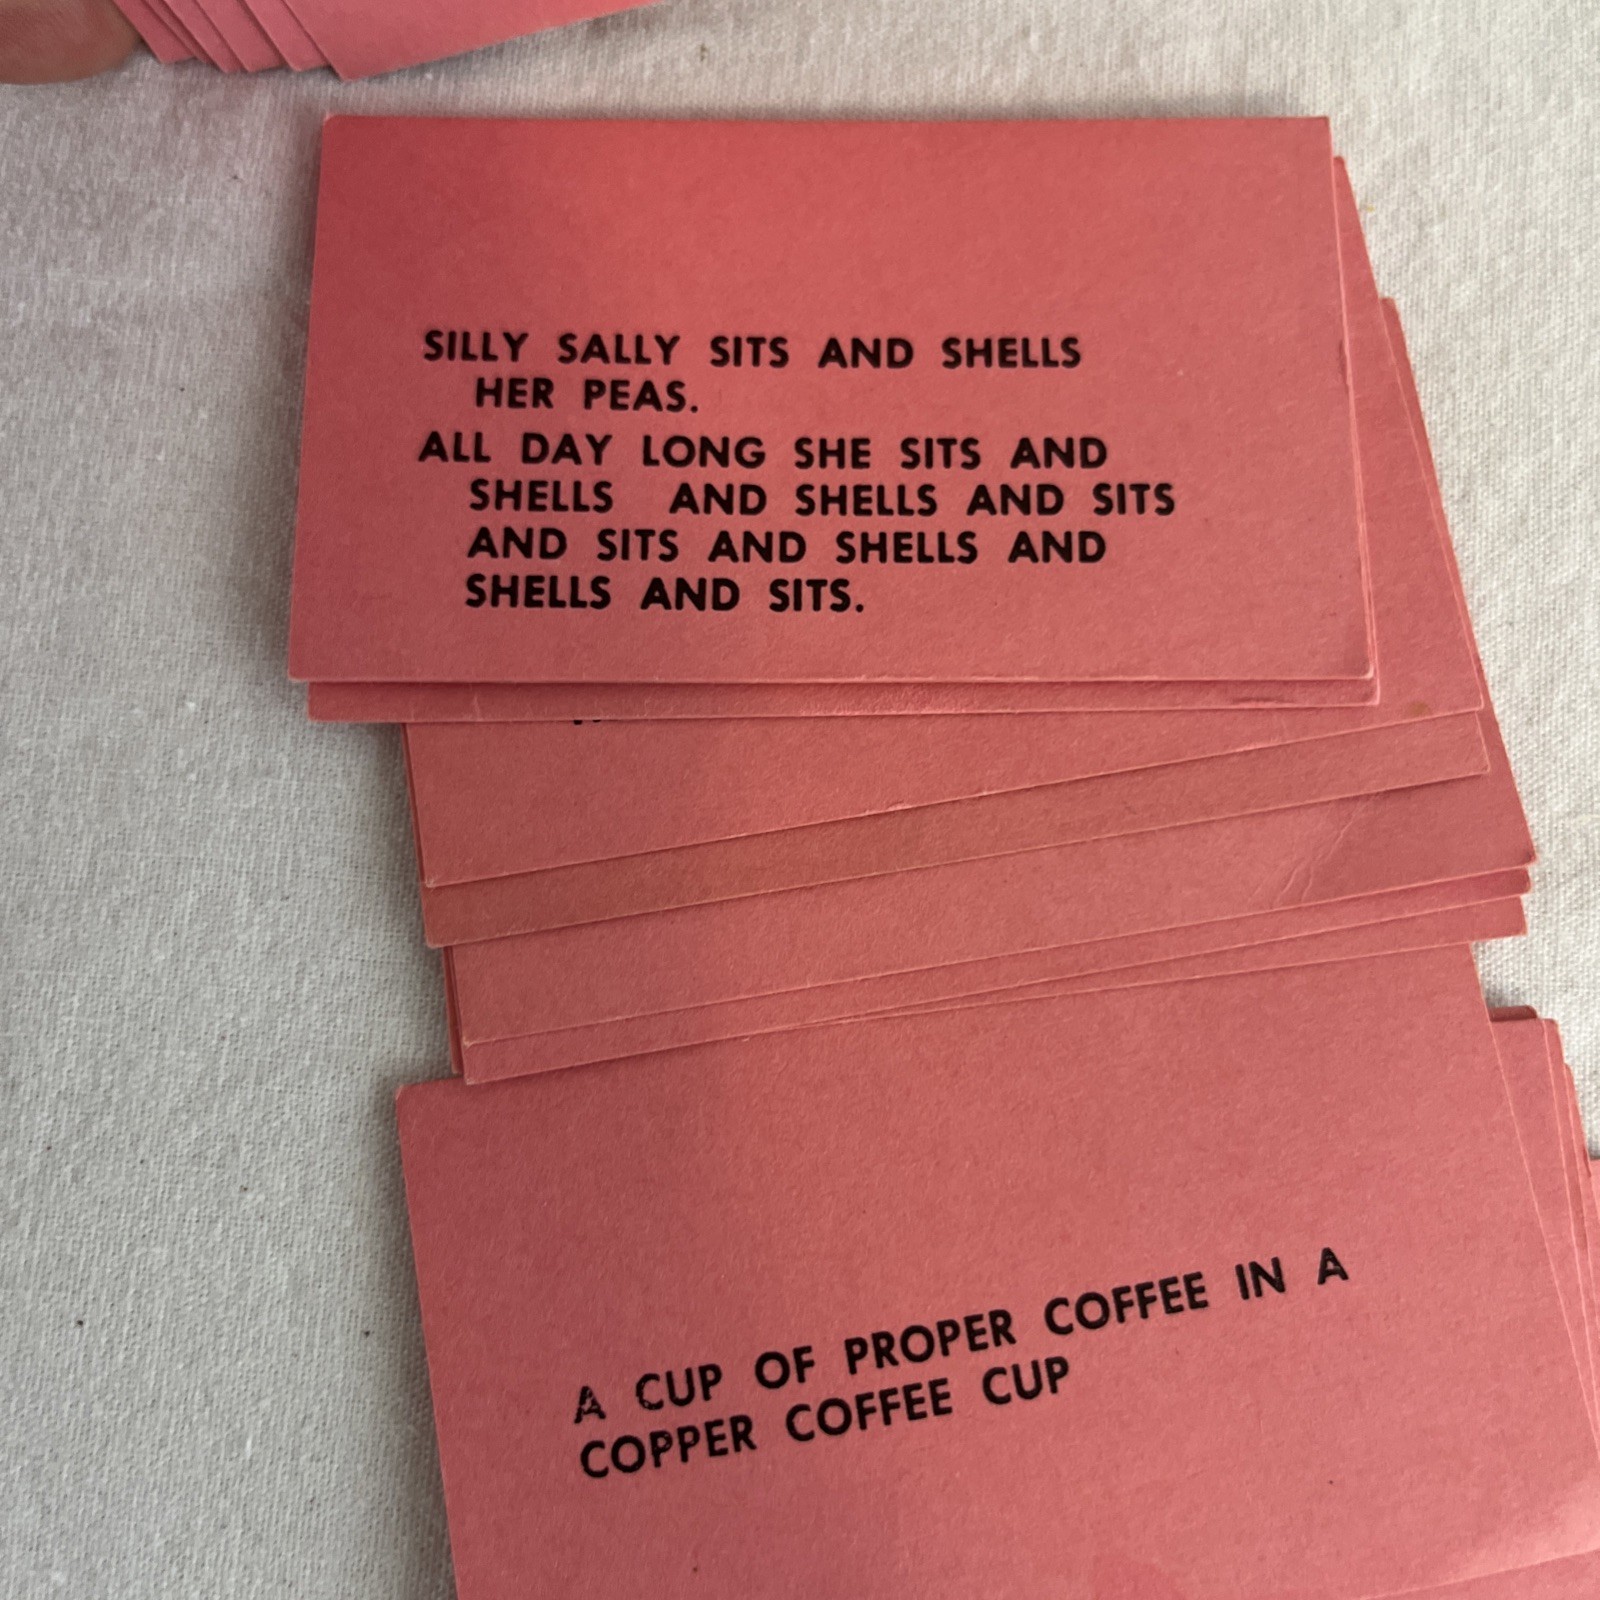 SILLY SALLY SITS AND SHELLS
HER PEAS.
ALL DAY LONG SHE SITS AND
SHELLS AND SHELLS AND SITS
AND SITS AND SHELLS AND
SHELLS AND SITS.
A CUP OF PROPER COFFEE IN A
COPPER COFFEE CUP